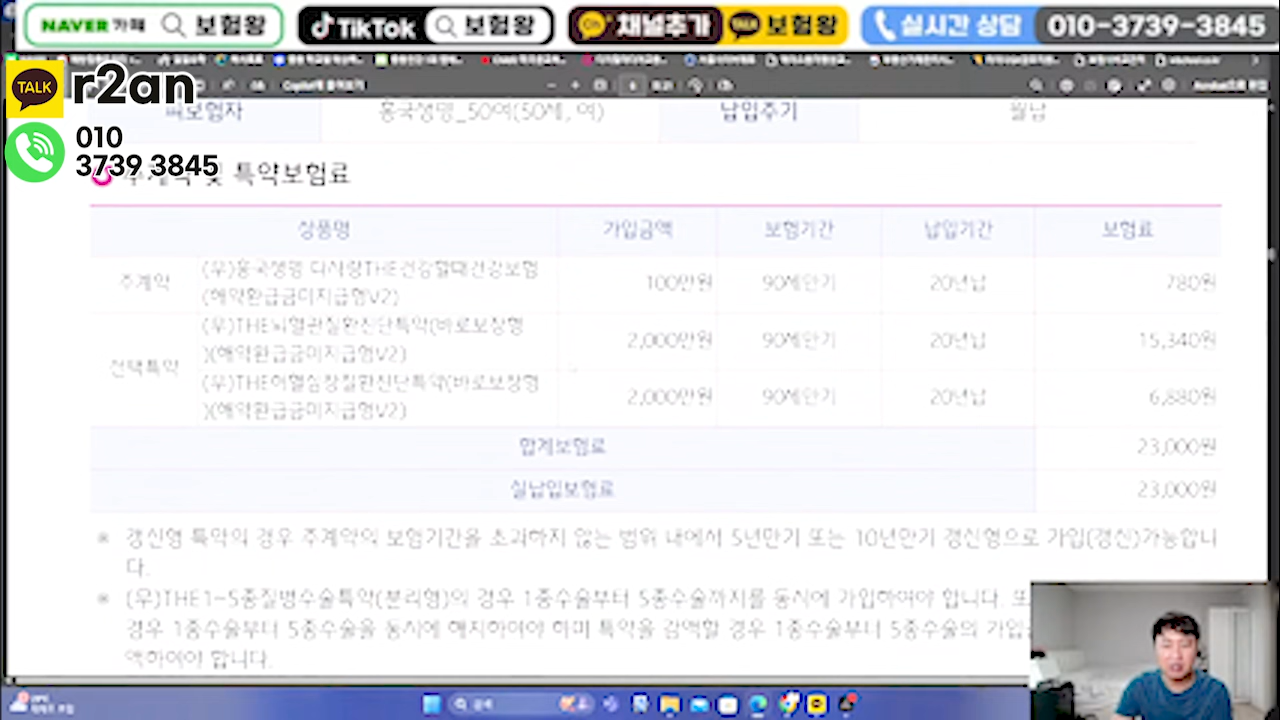 NAVER 카페 보험왕 TikTok 보험왕 Ch 채널추가 TALK 보험왕 실시간 상담 010-3739-3845
TALK r2an
010
3739 3845
피보험자 흥국생명_50여(50세, 여) 납입주기 월납
주계약 및 특약보험료
상품명 가입금액 보험기간 납입기간 보험료
주계약 (무)흥국생명 다사랑THE건강할때건강보험
(해약환급금미지급형V2) 100만원 90세만기 20년납 780원
선택특약 (무)THE뇌혈관질환진단특약(바로보장형
)(해약환급금미지급형V2) 2,000만원 90세만기 20년납 15,340원
(무)THE허혈심장질환진단특약(바로보장형
)(해약환급금미지급형V2) 2,000만원 90세만기 20년납 6,880원
합계보험료 23,000원
실납입보험료 23,000원
※ 갱신형 특약의 경우 주계약의 보험기간을 초과하지 않는 범위 내에서 5년만기 또는 10년만기 갱신형으로 가입(갱신)가능합니
다.
※ (무)THE1-5종질병수술특약(분리형)의 경우 1종수술부터 5종수술까지를 동시에 가입하여야 합니다. 또
경우 1종수술부터 5종수술을 동시에 해지하여야 하며 특약을 감액할 경우 1종수술부터 5종수술의 가입
액하여야 합니다.
검색